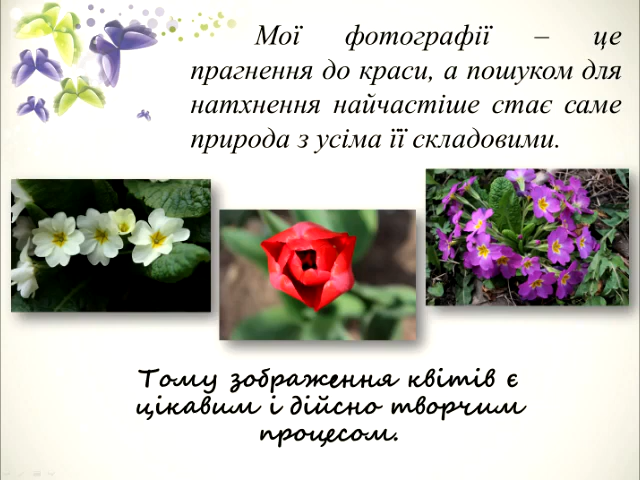 Мої фотографії – це
прагнення до краси, а пошуком для
натхнення найчастіше стає саме
природа з усіма її складовими.
Тому зображення квітів є
цікавим і дійсно творчим
процесом.